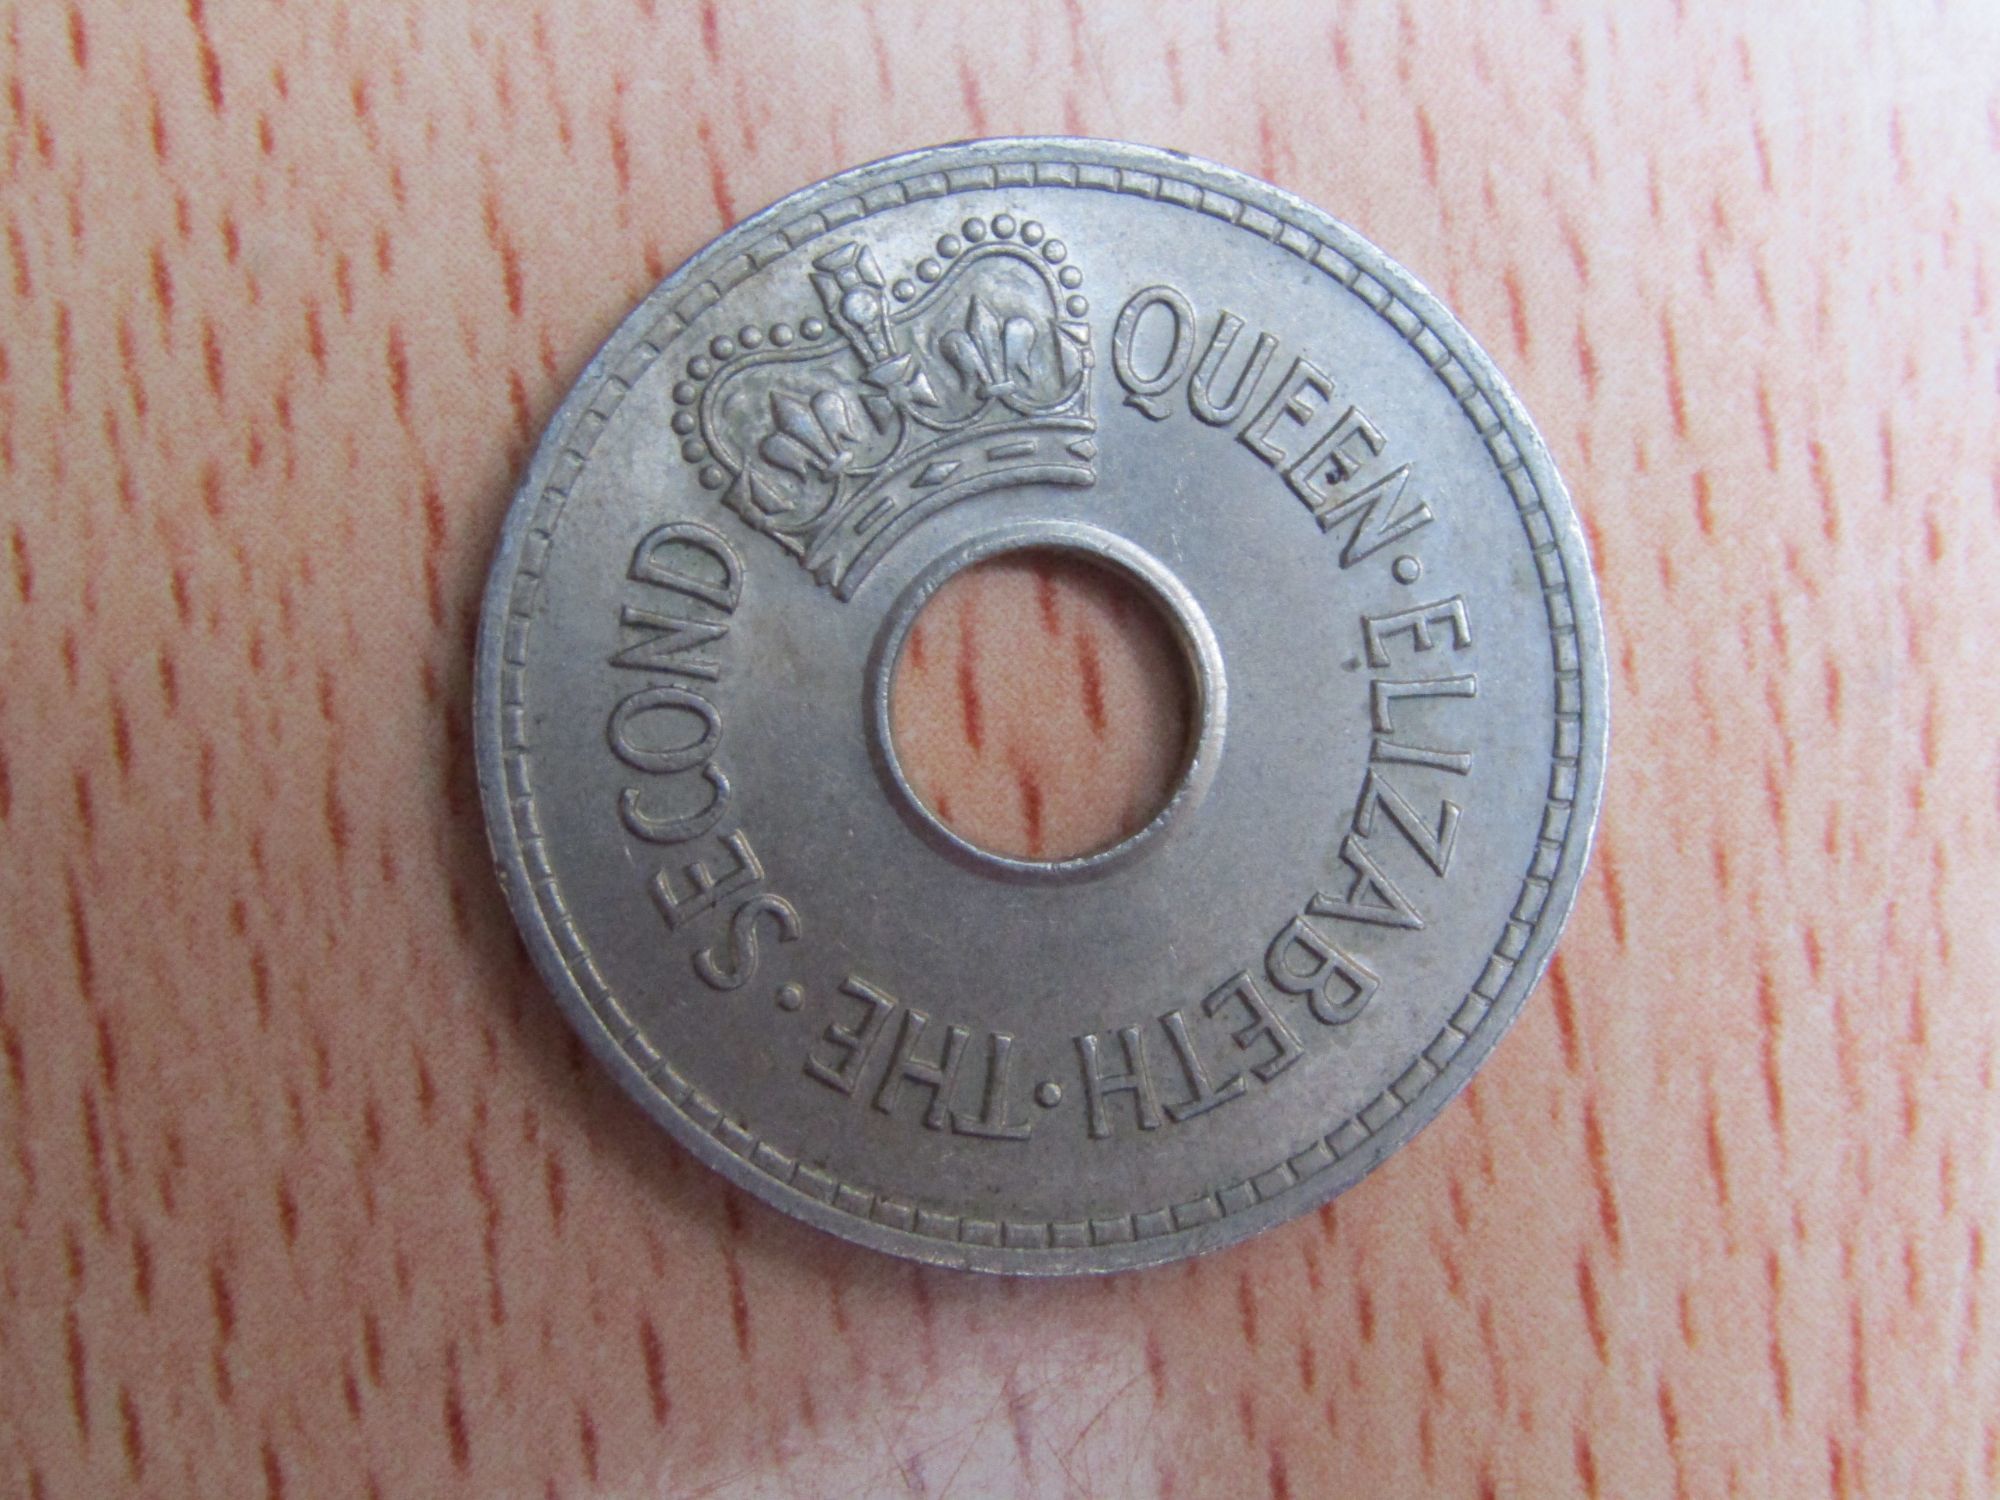 QUEEN · ELIZABETH · THE · SECOND